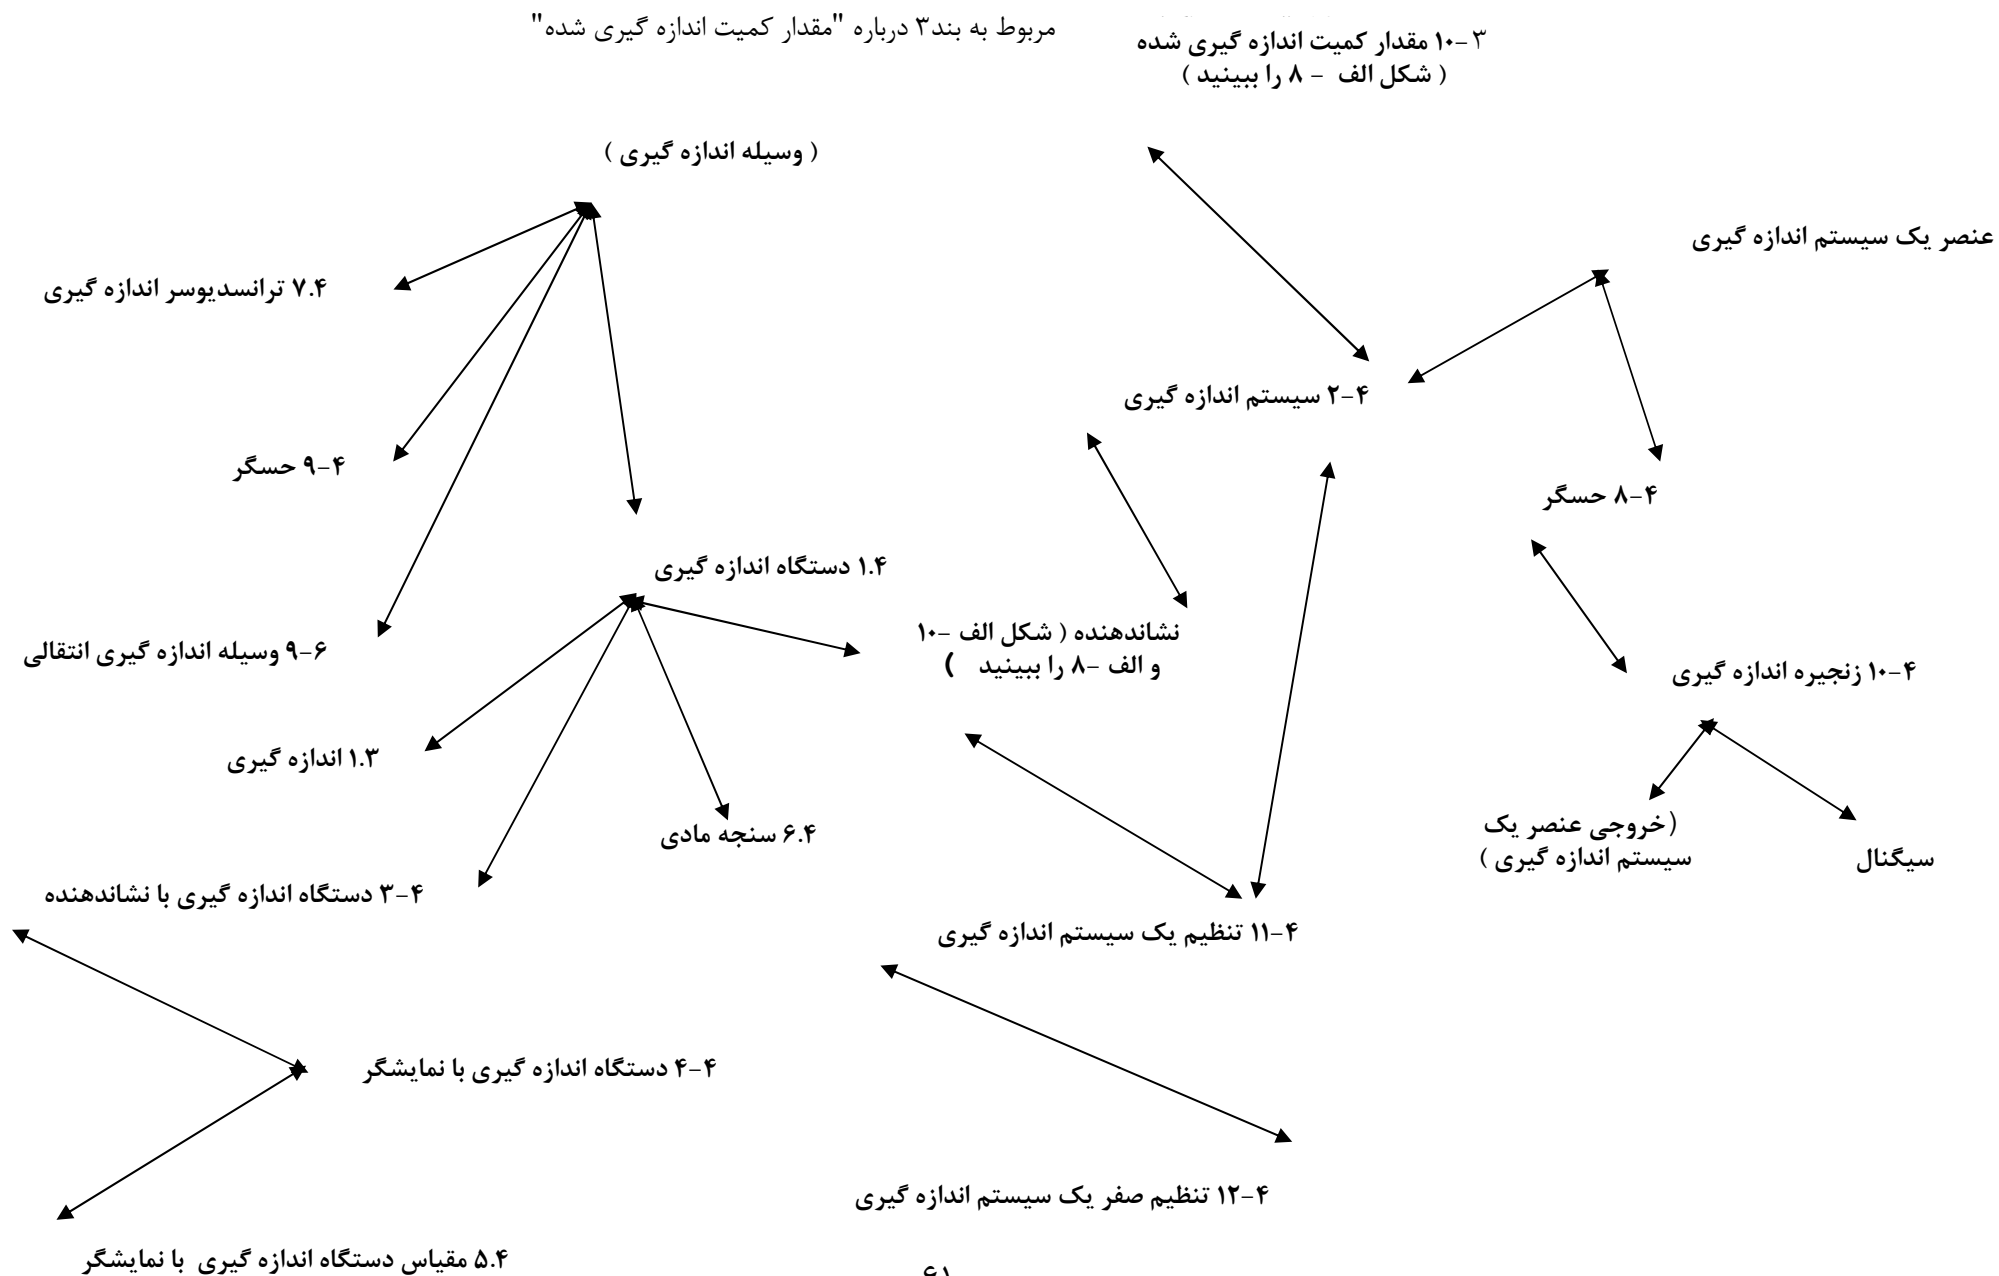 مربوط به بند۳ درباره "مقدار کمیت اندازه گیری شده"
۳-۱۰ مقدار کمیت اندازه گیری شده
( شکل الف - ۸ را ببینید )
( وسیله اندازه گیری )
عنصر یک سیستم اندازه گیری
۷.۴ ترانسدیوسر اندازه گیری
۴-۲ سیستم اندازه گیری
۴-۹ حسگر
۴-۸ حسگر
۱.۴ دستگاه اندازه گیری
نشاندهنده ( شکل الف -۱۰
و الف -۸ را ببینید )
۶-۹ وسیله اندازه گیری انتقالی
۴-۱۰ زنجیره اندازه گیری
۱.۳ اندازه گیری
۶.۴ سنجه مادی
(خروجی عنصر یک
سیستم اندازه گیری )
سیگنال
۴-۳ دستگاه اندازه گیری با نشاندهنده
۴-۱۱ تنظیم یک سیستم اندازه گیری
۴-۴ دستگاه اندازه گیری با نمایشگر
۴-۱۲ تنظیم صفر یک سیستم اندازه گیری
۵.۴ مقیاس دستگاه اندازه گیری با نمایشگر
۶۱